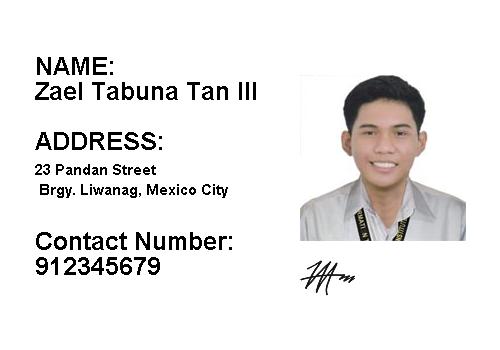 NAME:
Zael Tabuna Tan III
ADDRESS:
23 Pandan Street
Brgy. Liwanag, Mexico City
Contact Number:
912345679